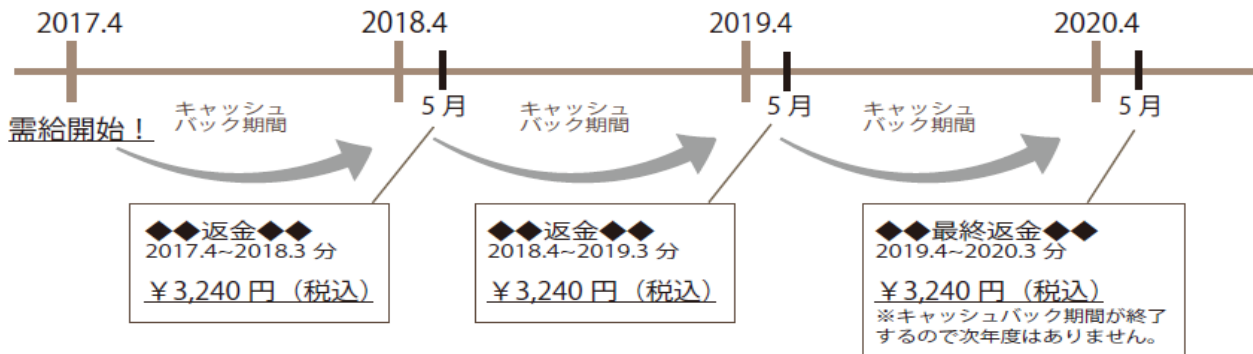 2017.4
2018.4
2019.4
2020.4
需給開始！
キャッシュ
バック期間
5月
キャッシュ
バック期間
5月
キャッシュ
バック期間
5月
◆◆返金◆◆
2017.4~2018.3 分
￥3,240 円（税込）
◆◆返金◆◆
2018.4~2019.3 分
￥3,240 円（税込）
◆◆最終返金◆◆
2019.4~2020.3 分
￥3,240 円（税込）
※キャッシュバック期間が終了
するので次年度はありません。